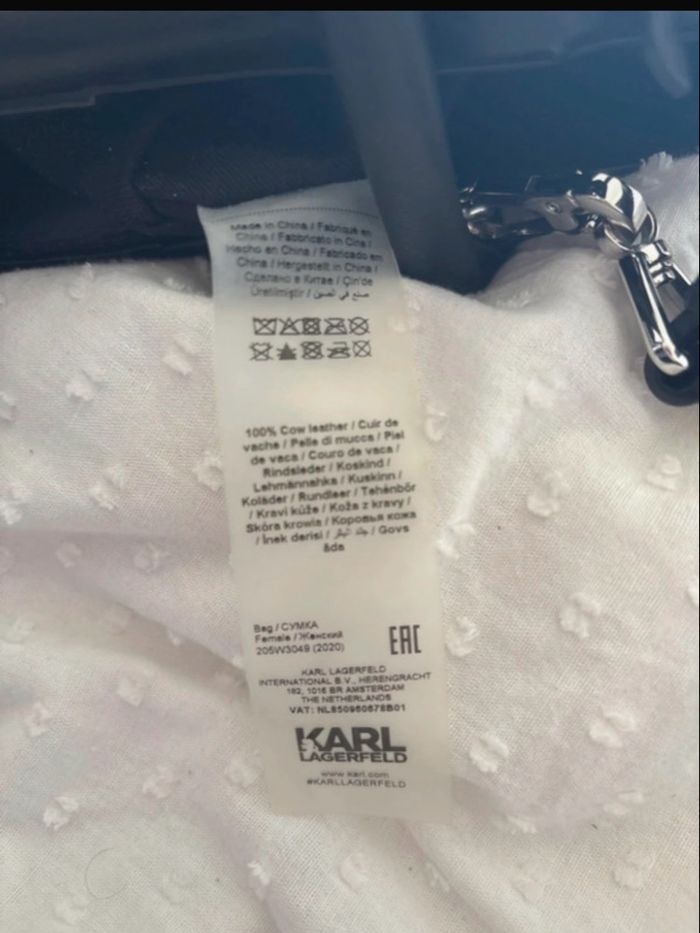 Made in China / Fabriqué en
China / Fabbricato in Cina /
Hecho en China / Fabricado em
China / Hergestellt in China /
Сделано в Китае / Çin'de
Üretilmiştir / صنع في الصين
100% Cow leather / Cuir de
vache / Pelle di mucca / Piel
de vaca / Couro de vaca /
Rindsleder / Koskind /
Lehmännahka / Kuskinn /
Koläder / Rundleer / Tehénbőr
/ Kraví kůže / Koža z kravy /
Skóra krowia / Коровья кожа
/ İnek derisi / جلد البقر / Govs
āda
Bag / СУМКА
Female / Женский
205W3049 (2020)
EAC
KARL LAGERFELD
INTERNATIONAL B.V., HERENGRACHT
182, 1016 BR AMSTERDAM
THE NETHERLANDS
VAT: NL850960678B01
KARL
LAGERFELD
www.karl.com
#KARLLAGERFELD